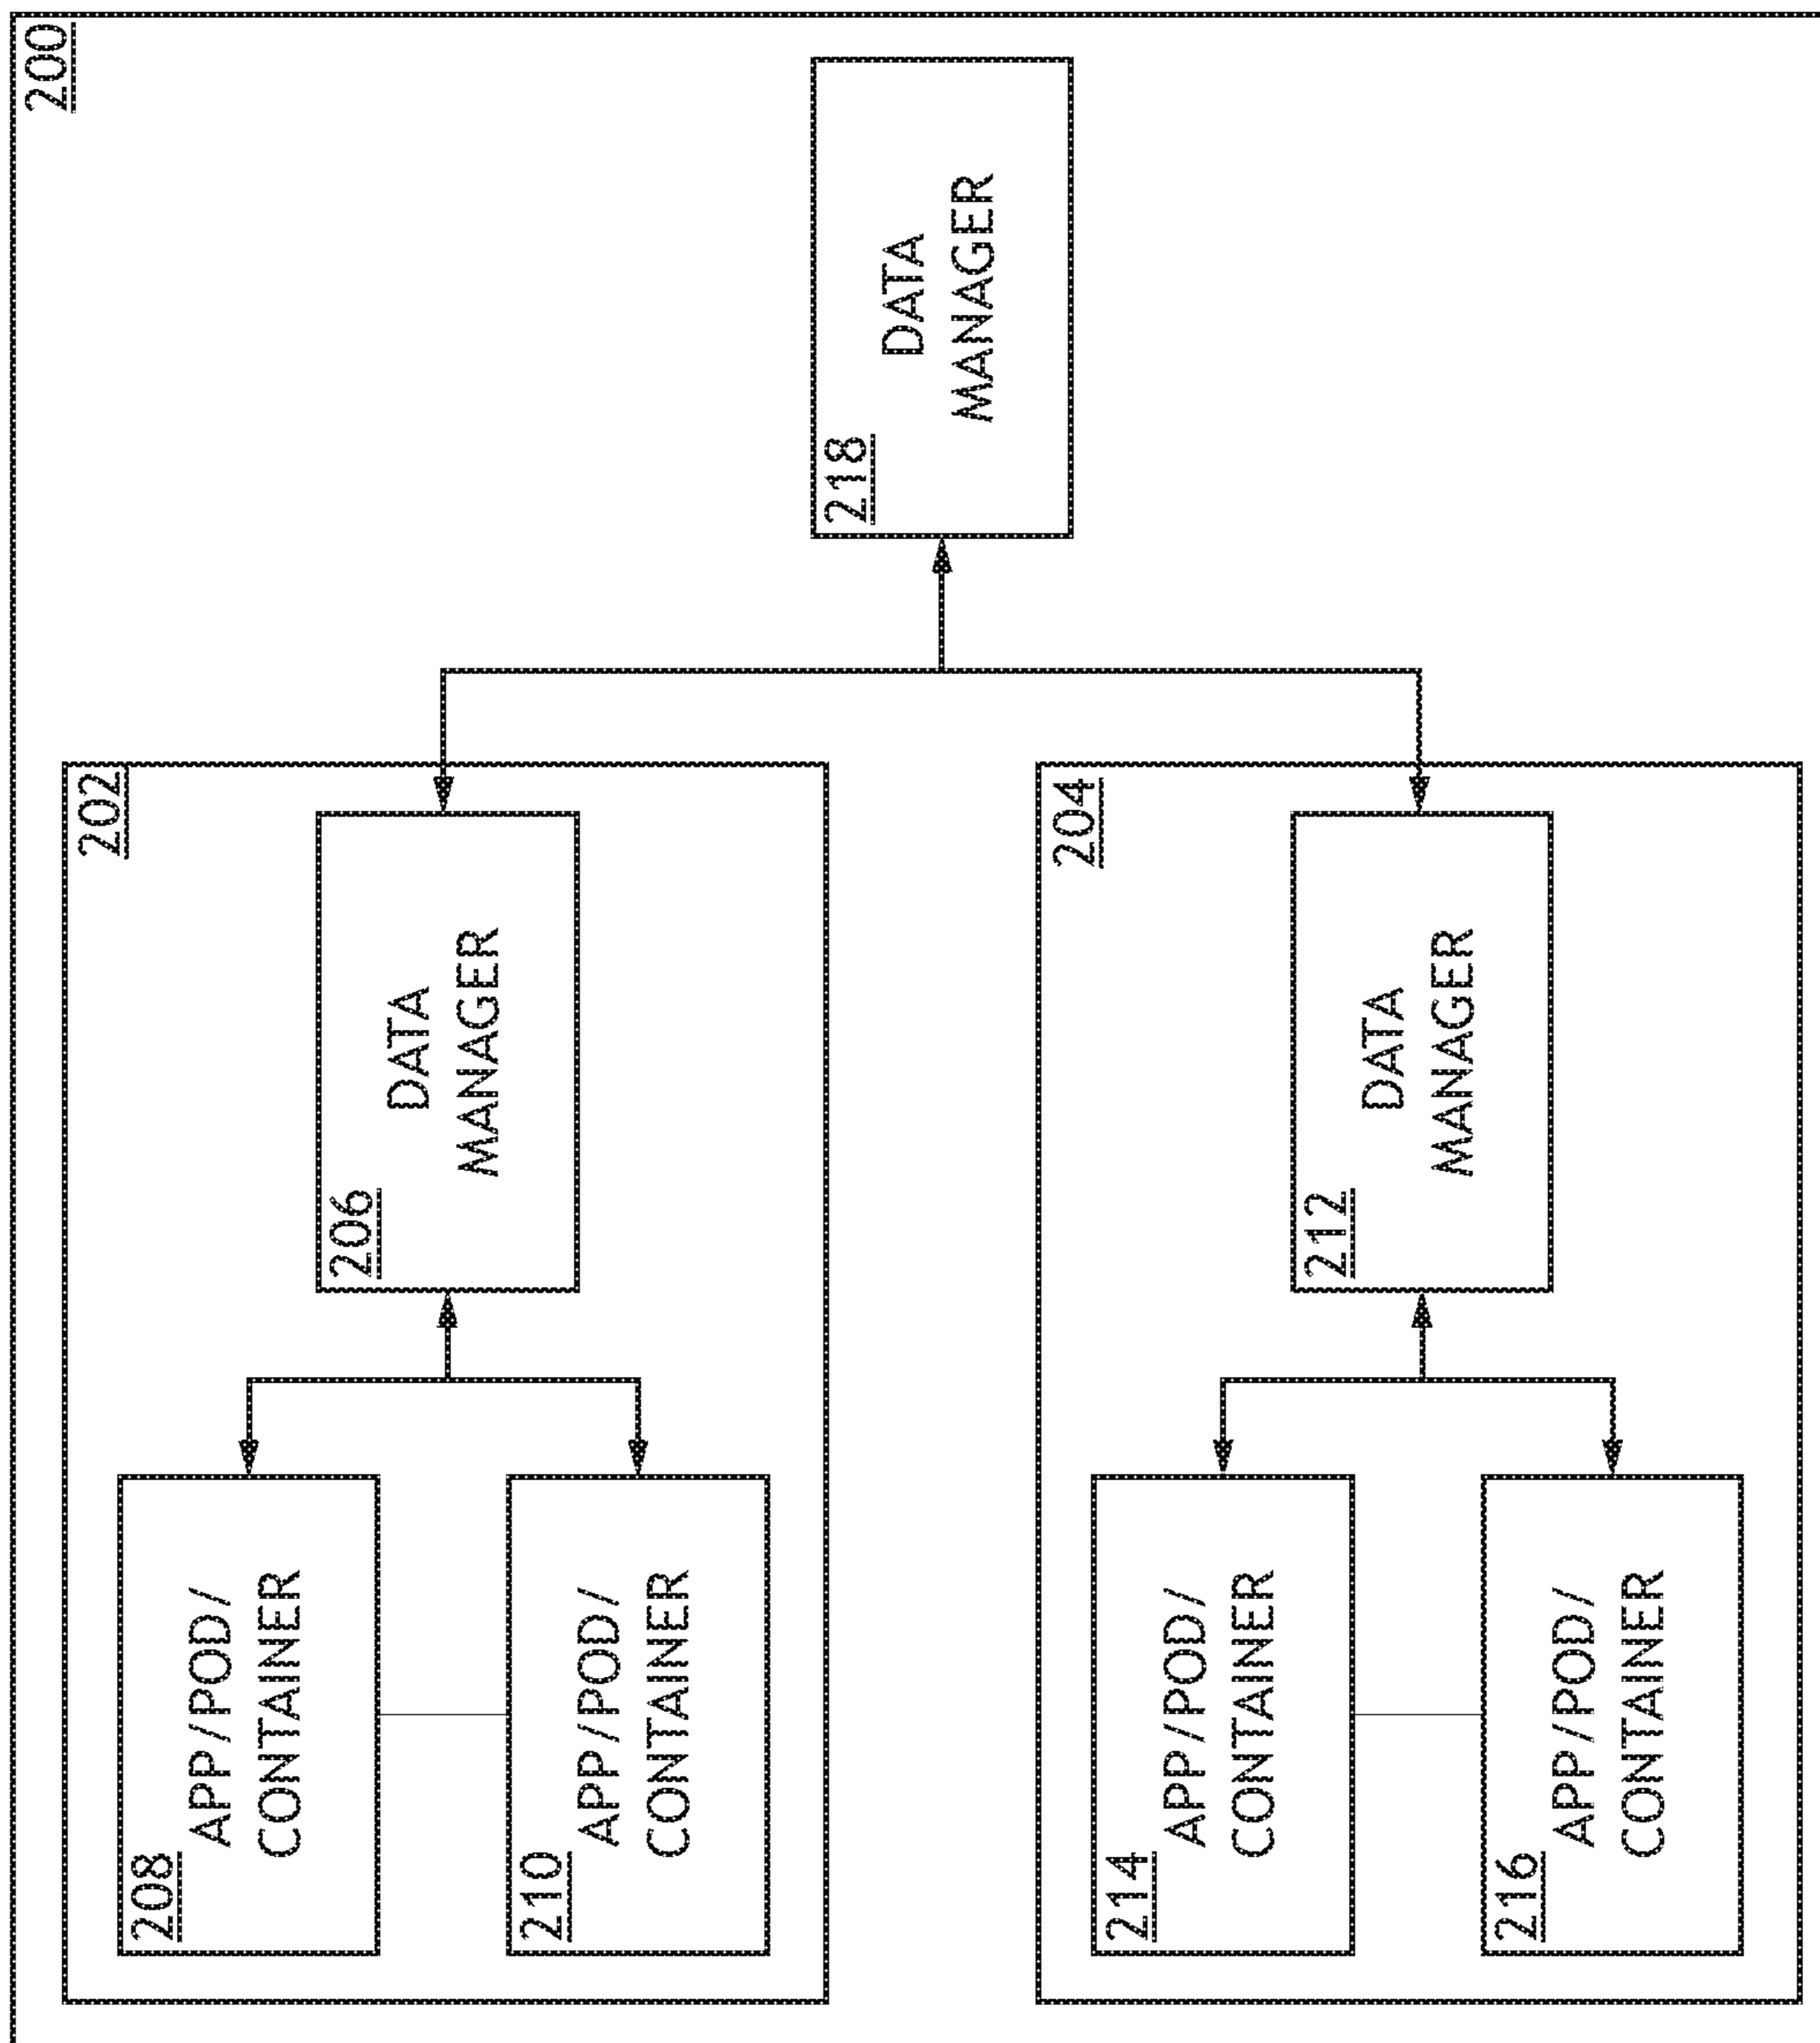 200
202
208
APP/POD/
CONTAINER
206
DATA
MANAGER
210
APP/POD/
CONTAINER
218
DATA
MANAGER
204
214
APP/POD/
CONTAINER
212
DATA
MANAGER
216
APP/POD/
CONTAINER